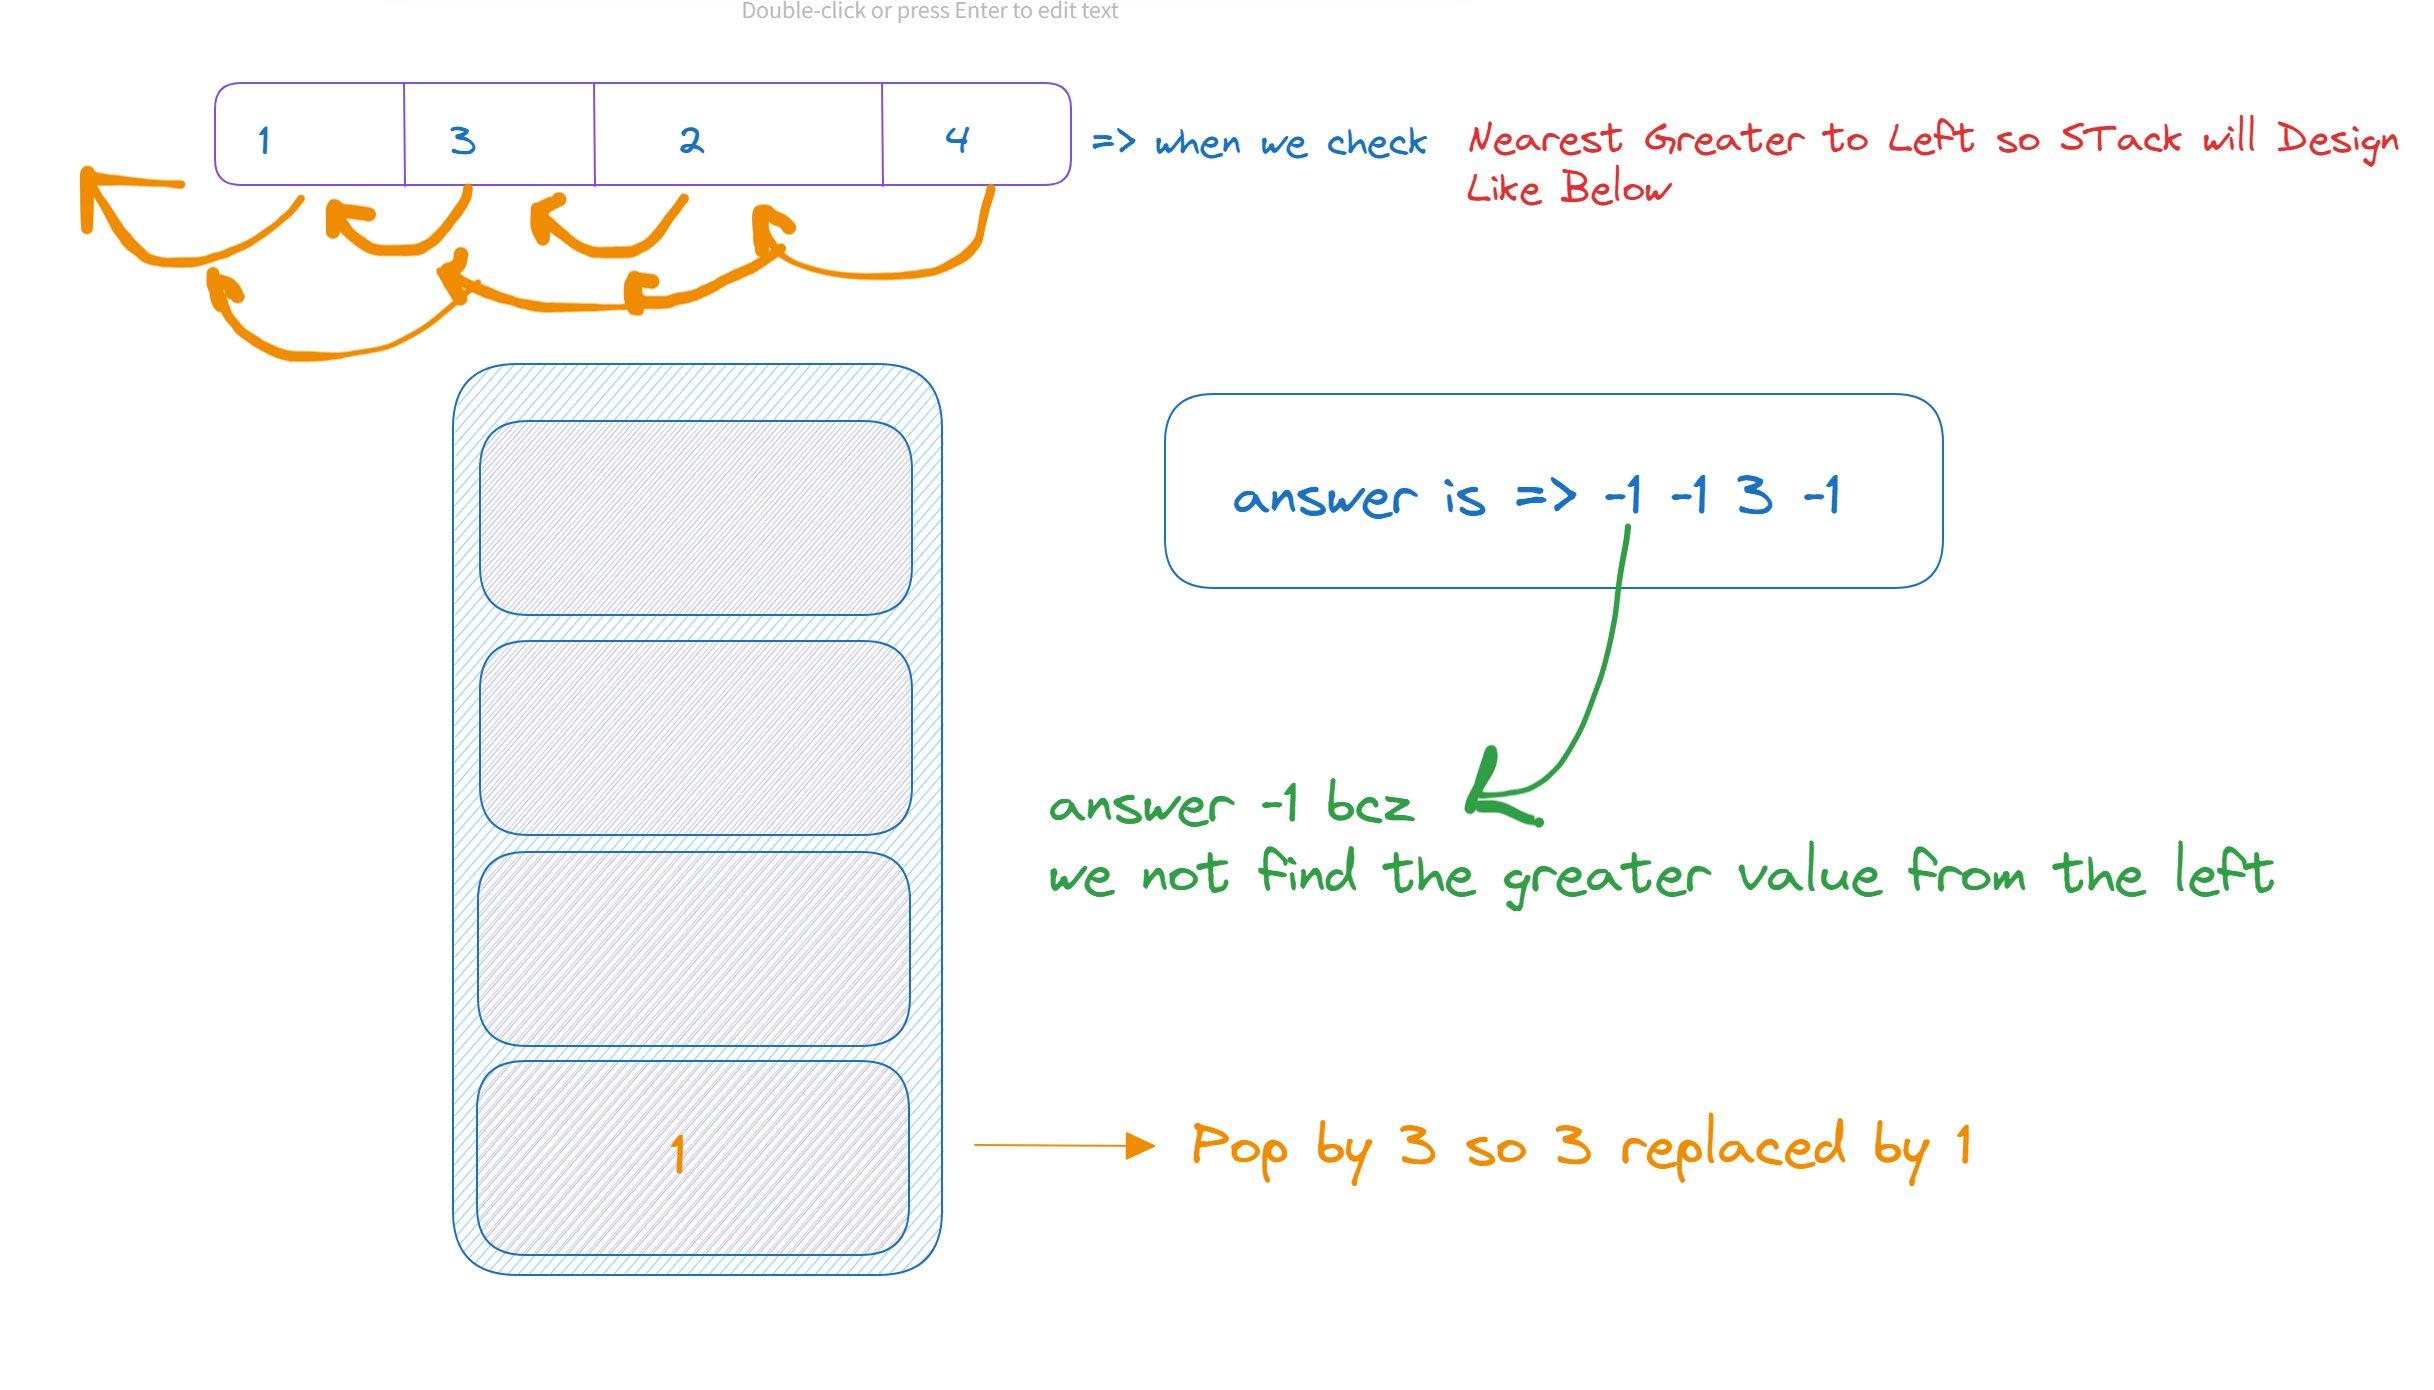 Double-click or press Enter to edit text
1 3 2 4 => when we check Nearest Greater to Left so STack will Design
Like Below
answer is => -1 -1 3 -1
answer -1 bcz
we not find the greater value from the left
1
Pop by 3 so 3 replaced by 1